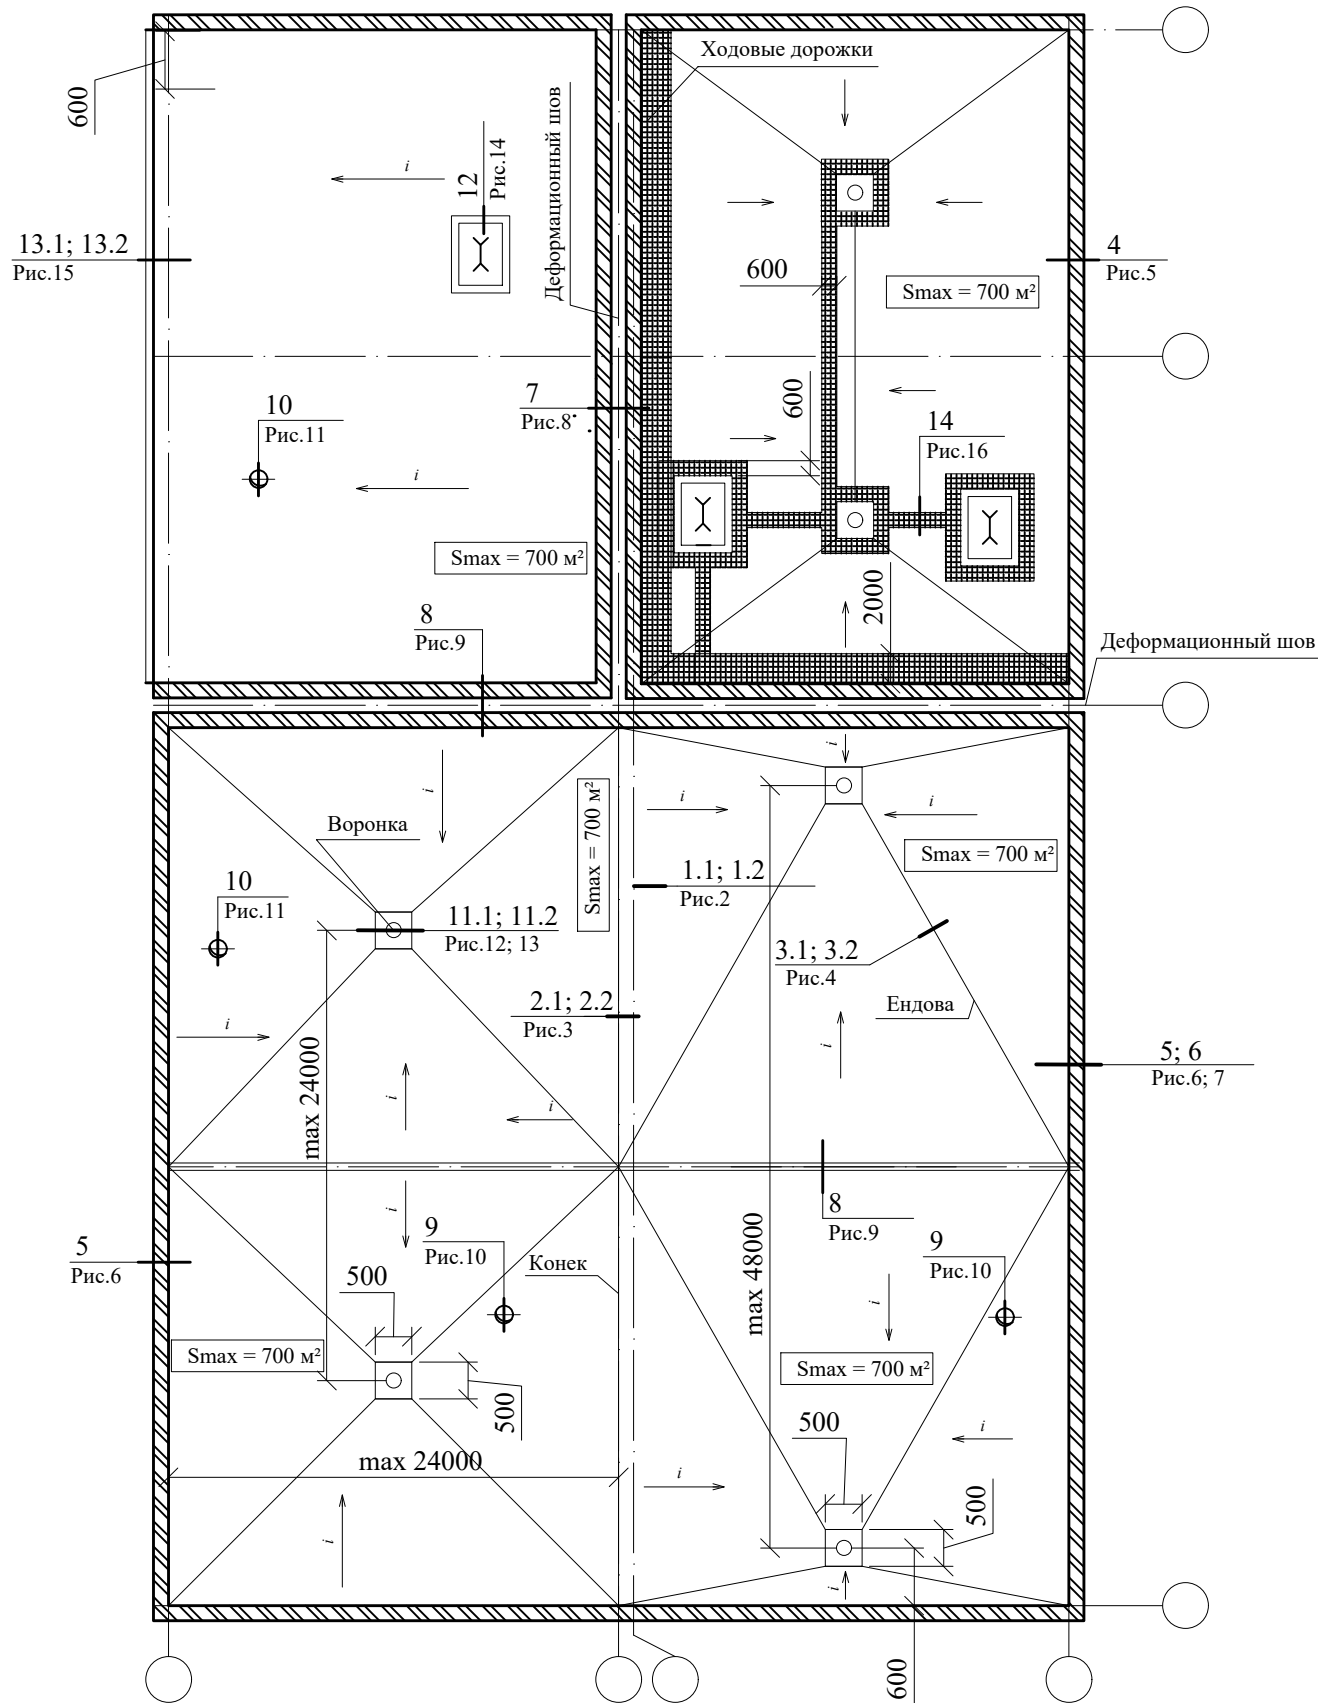 Ходовые дорожки
600
Деформационный шов
i
12
Рис.14
13.1; 13.2
Рис.15
4
Рис.5
600
Smax = 700 м²
7
Рис.8
600
10
Рис.11
14
Рис.16
i
Smax = 700 м²
2000
8
Рис.9
Деформационный шов
i
i
Smax = 700 м²
i
i
Воронка
Smax = 700 м²
1.1; 1.2
Рис.2
10
Рис.11
11.1; 11.2
Рис.12; 13
3.1; 3.2
Рис.4
2.1; 2.2
Рис.3
Ендова
i
i
max 24000
5; 6
Рис.6; 7
i
i
i
8
Рис.9
5
Рис.6
9
Рис.10
9
Рис.10
Конек
max 48000
500
i
Smax = 700 м²
Smax = 700 м²
500
500
i
max 24000
i
500
i
i
600